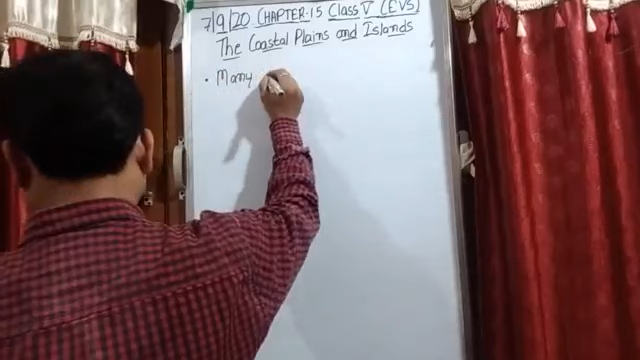 7/9/20 CHAPTER-15 Class V (EVS)
The Coastal Plains and Islands
• Many